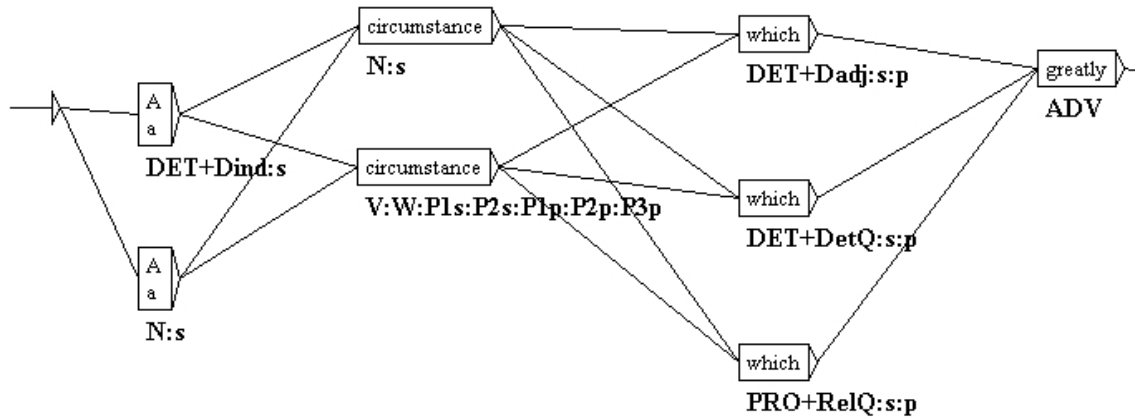 A
a
DET+Dind:s
A
a
N:s
circumstance
N:s
circumstance
V:W:P1s:P2s:P1p:P2p:P3p
which
DET+Dadj:s:p
which
DET+DetQ:s:p
which
PRO+RelQ:s:p
greatly
ADV